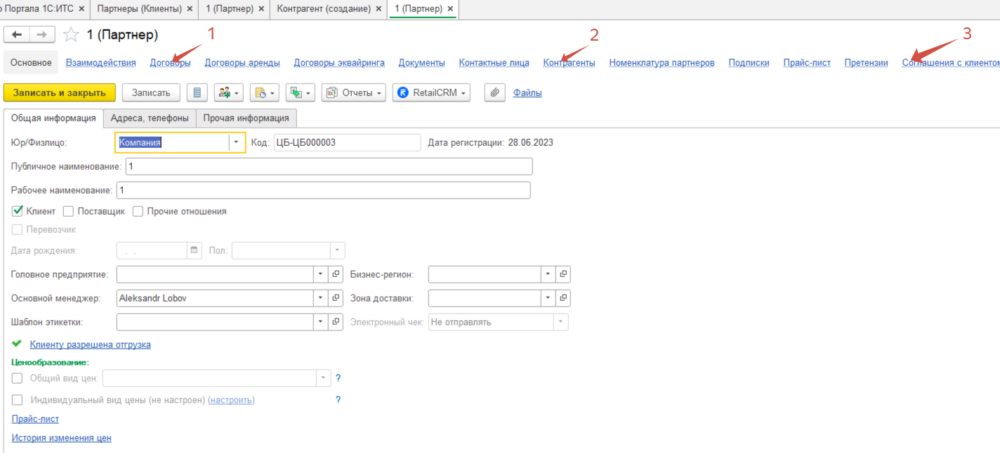 о Портала 1С:ИТС × Партнеры (Клиенты) × 1 (Партнер) × Контрагент (создание) × 1 (Партнер) ×
1 (Партнер) 1 2 3
Основное Взаимодействия Договоры Договоры аренды Договоры эквайринга Документы Контактные лица Контрагенты Номенклатура партнеров Подписки Прайс-лист Претензии Соглашения с клиентом
Записать и закрыть Записать Отчеты RetailCRM Файлы
Общая информация Адреса, телефоны Прочая информация
Юр/Физлицо: Компания Код: ЦБ-ЦБ000003 Дата регистрации: 28.06.2023
Публичное наименование: 1
Рабочее наименование: 1
Клиент Поставщик Прочие отношения
Перевозчик
Дата рождения: . . Пол:
Головное предприятие: Бизнес-регион:
Основной менеджер: Aleksandr Lobov Зона доставки:
Шаблон этикетки: Электронный чек: Не отправлять
Клиенту разрешена отгрузка
Ценообразование:
Общий вид цен: ?
Индивидуальный вид цены (не настроен) (настроить) ?
Прайс-лист
История изменения цен